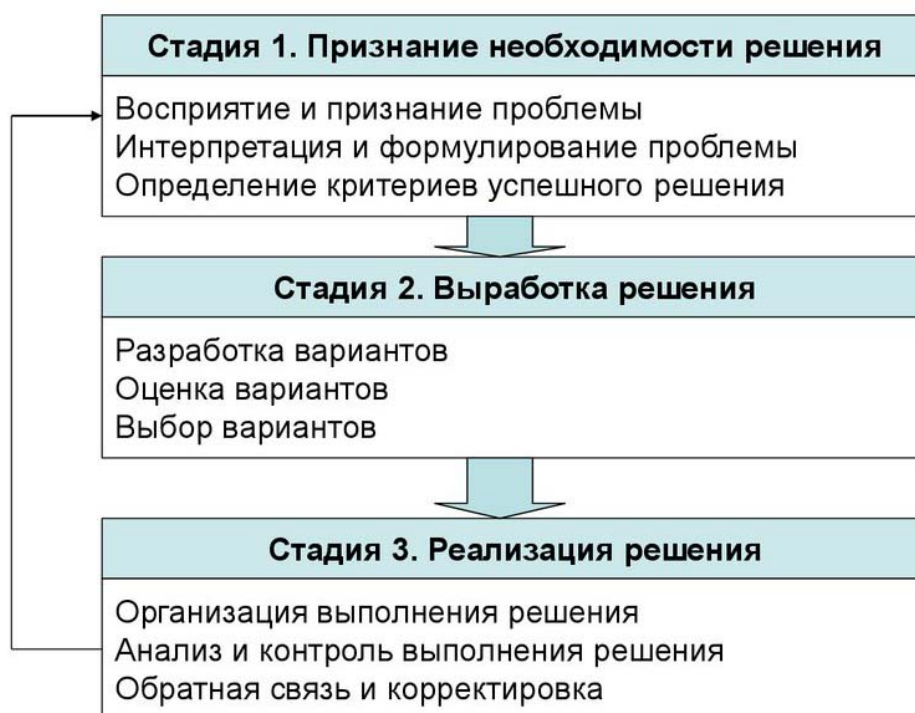 Стадия 1. Признание необходимости решения
Восприятие и признание проблемы
Интерпретация и формулирование проблемы
Определение критериев успешного решения
Стадия 2. Выработка решения
Разработка вариантов
Оценка вариантов
Выбор вариантов
Стадия 3. Реализация решения
Организация выполнения решения
Анализ и контроль выполнения решения
Обратная связь и корректировка